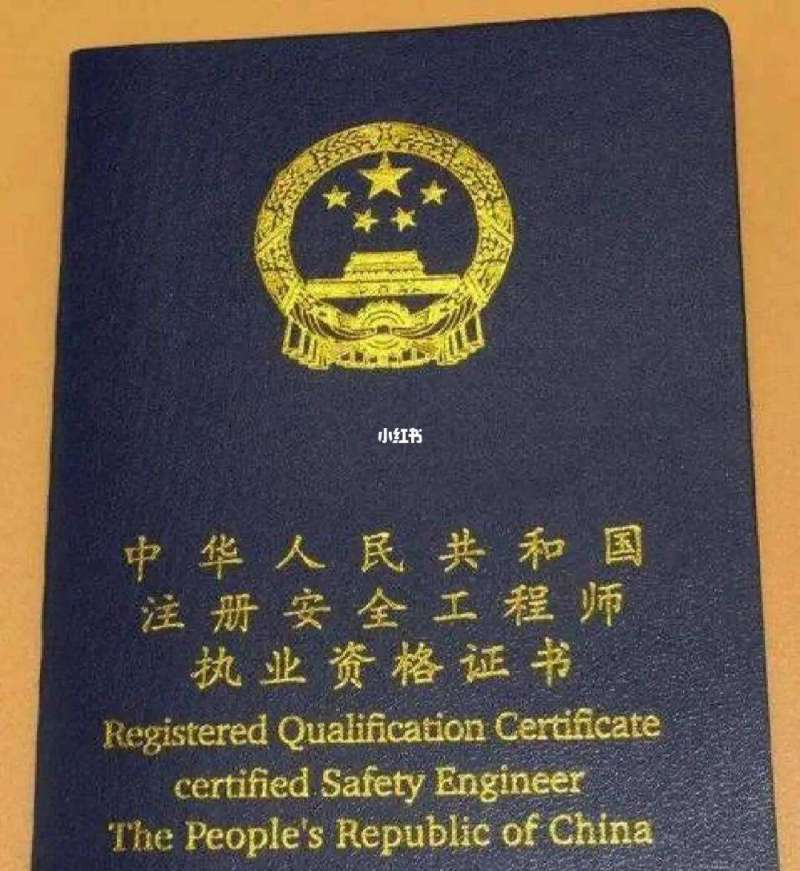 小红书
中华人民共和国
注册安全工程师
执业资格证书
Registered Qualification Certificate
certified Safety Engineer
The People's Republic of China